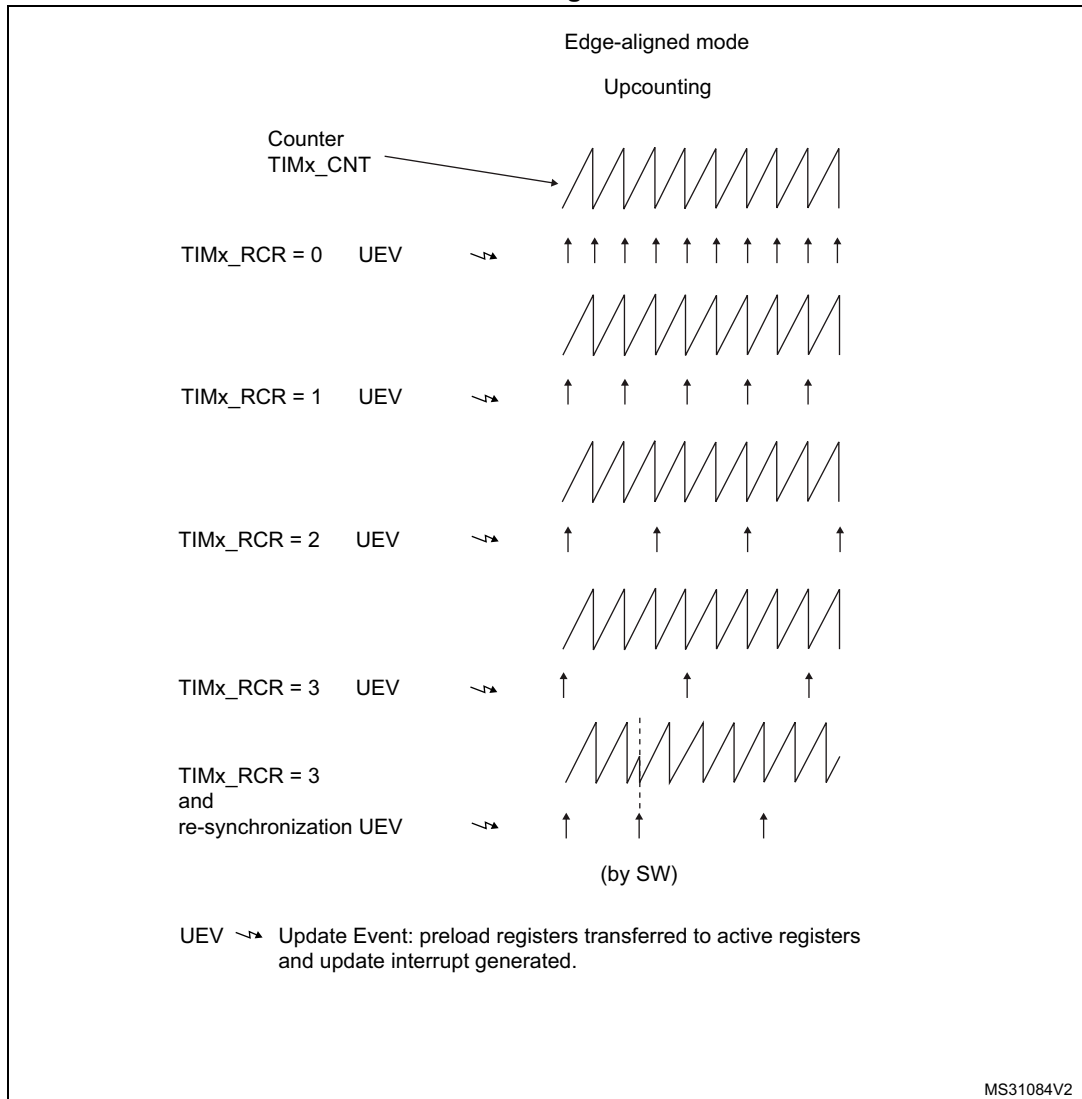 Edge-aligned mode
Upcounting
Counter
TIMx_CNT
TIMx_RCR = 0 UEV
TIMx_RCR = 1 UEV
TIMx_RCR = 2 UEV
TIMx_RCR = 3 UEV
TIMx_RCR = 3
and
re-synchronization UEV
(by SW)
UEV Update Event: preload registers transferred to active registers
and update interrupt generated.
MS31084V2